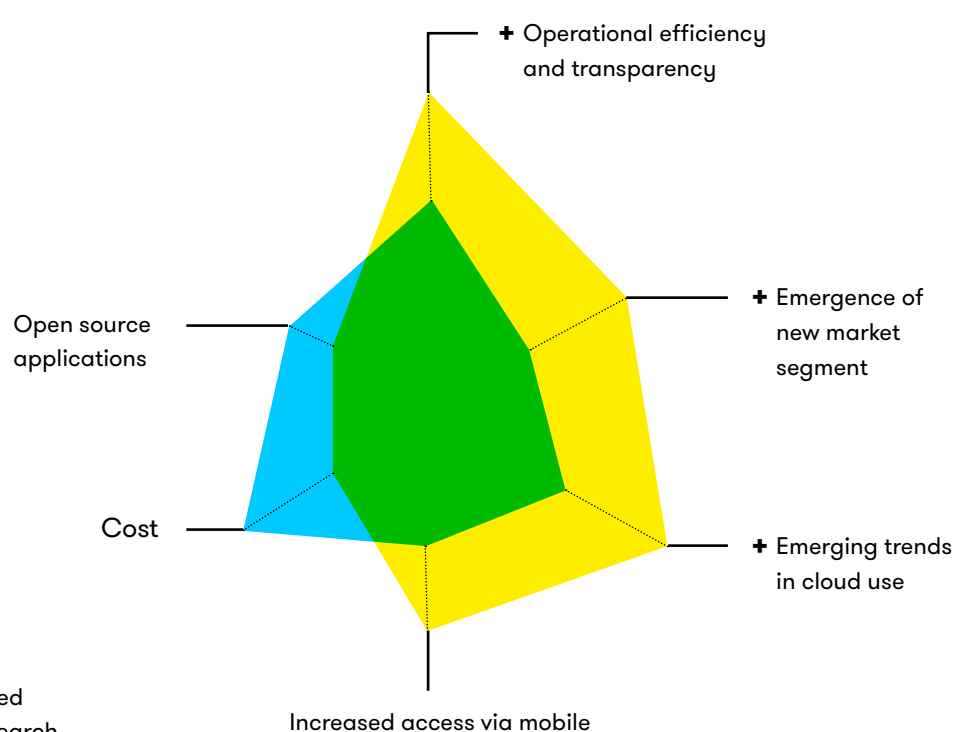 + Operational efficiency
and transparency
+ Emergence of
new market
segment
Open source
applications
Cost
+ Emerging trends
in cloud use
ed
Increased access via mobile